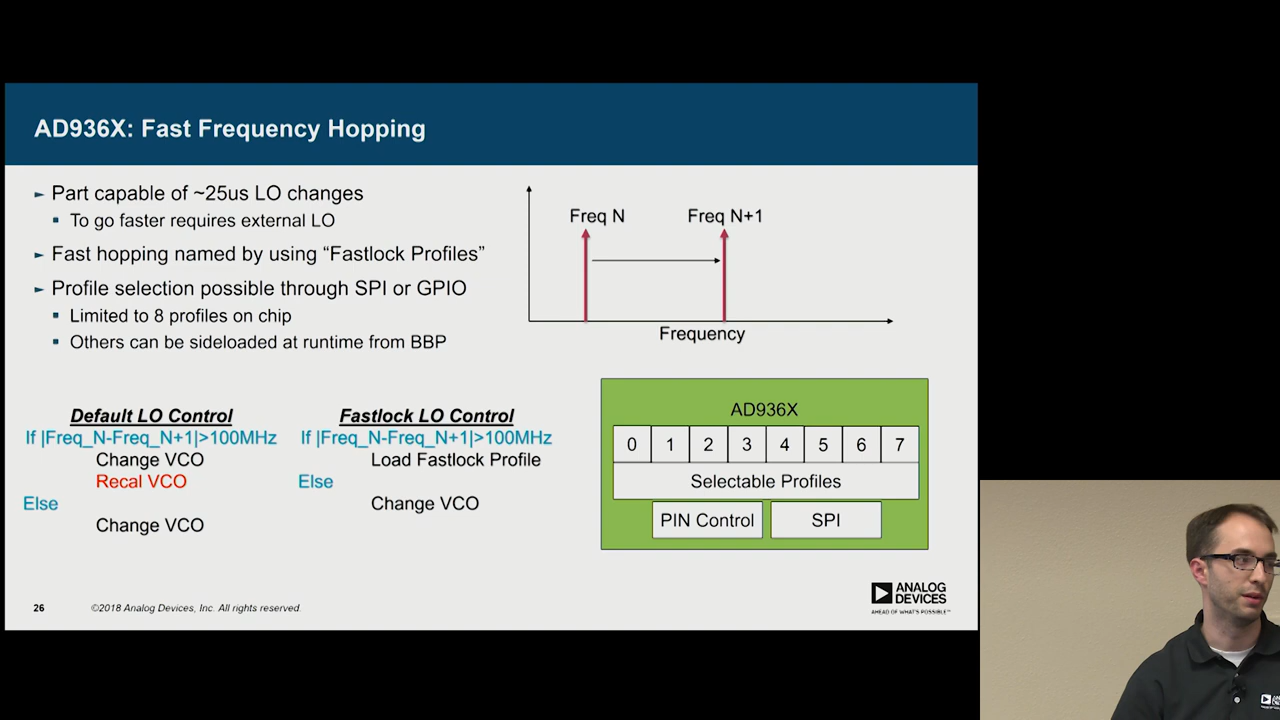 AD936X: Fast Frequency Hopping
Part capable of ~25us LO changes
To go faster requires external LO
Fast hopping named by using “Fastlock Profiles”
Profile selection possible through SPI or GPIO
Limited to 8 profiles on chip
Others can be sideloaded at runtime from BBP
Freq N Freq N+1
Frequency
Default LO Control
If |Freq_N-Freq_N+1|>100MHz
Change VCO
Recal VCO
Else
Change VCO
Fastlock LO Control
If |Freq_N-Freq_N+1|>100MHz
Load Fastlock Profile
Else
Change VCO
AD936X
0 1 2 3 4 5 6 7
Selectable Profiles
PIN Control SPI
26 ©2018 Analog Devices, Inc. All rights reserved.
ANALOG
DEVICES
AHEAD OF WHAT'S POSSIBLE™